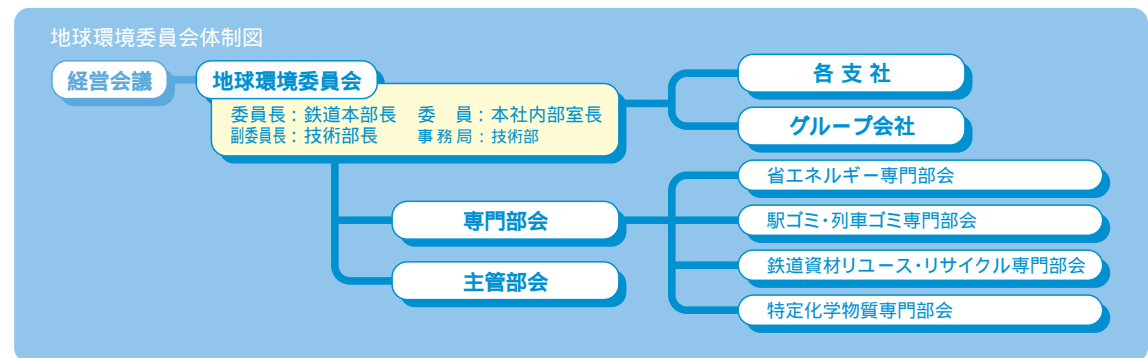 地球環境委員会体制図
経営会議
地球環境委員会
委員長：鉄道本部長　委　員：本社内部室長
副委員長：技術部長　事務局：技術部
各支社
グループ会社
専門部会
主管部会
省エネルギー専門部会
駅ゴミ・列車ゴミ専門部会
鉄道資材リユース・リサイクル専門部会
特定化学物質専門部会